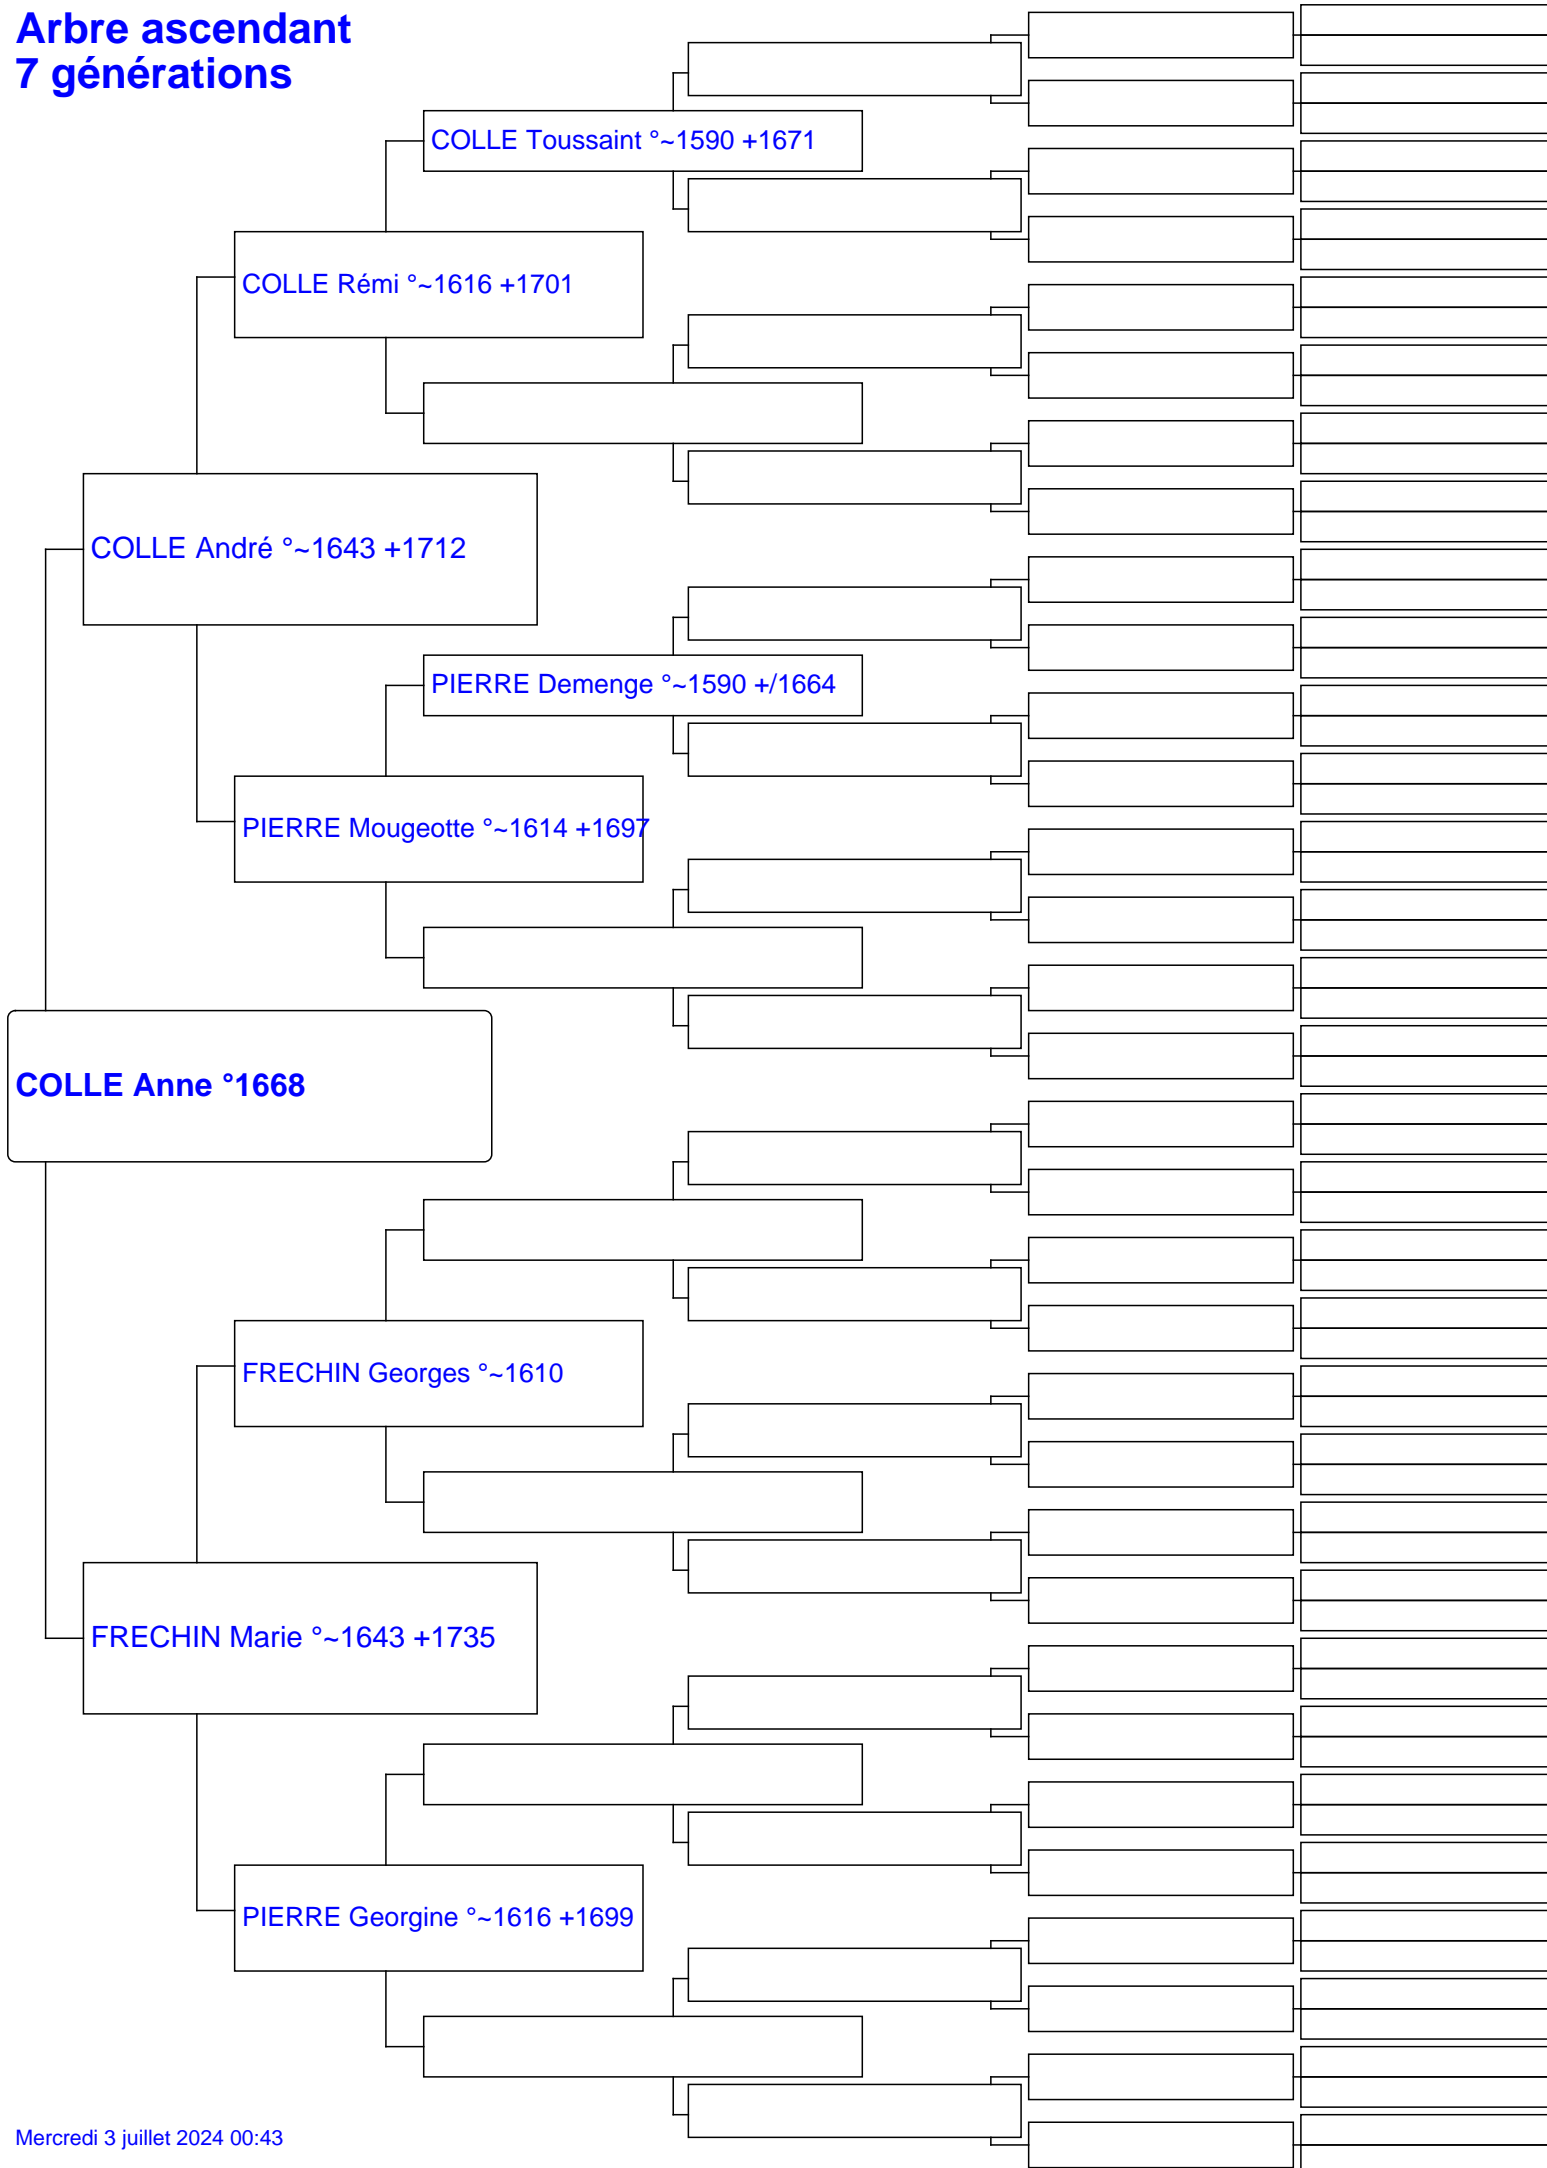 Arbre ascendant
7 générations
COLLE Toussaint °~1590 +1671
COLLE Rémi °~1616 +1701
COLLE André °~1643 +1712
PIERRE Demenge °~1590 +/1664
PIERRE Mougeotte °~1614 +1697
COLLE Anne °1668
FRECHIN Georges °~1610
FRECHIN Marie °~1643 +1735
PIERRE Georgine °~1616 +1699
Mercredi 3 juillet 2024 00:43